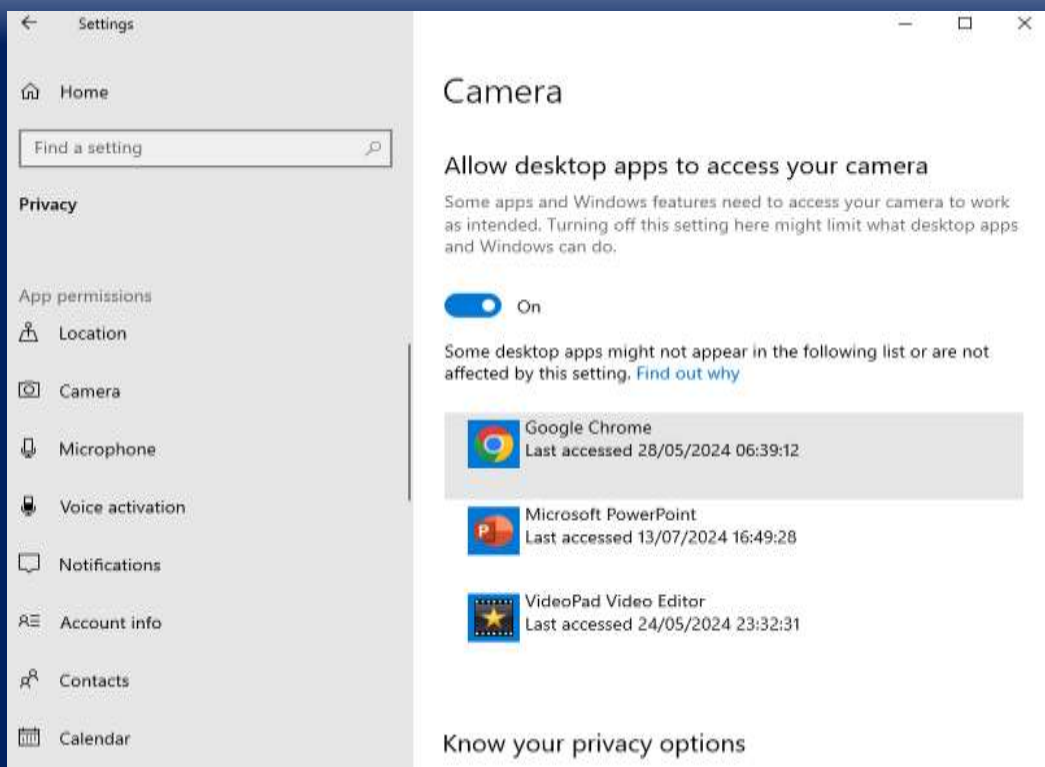 Settings
Home
Find a setting
Privacy
App permissions
Location
Camera
Microphone
Voice activation
Notifications
Account info
Contacts
Calendar
Camera
Allow desktop apps to access your camera
Some apps and Windows features need to access your camera to work
as intended. Turning off this setting here might limit what desktop apps
and Windows can do.
On
Some desktop apps might not appear in the following list or are not
affected by this setting. Find out why
Google Chrome
Last accessed 28/05/2024 06:39:12
Microsoft PowerPoint
Last accessed 13/07/2024 16:49:28
VideoPad Video Editor
Last accessed 24/05/2024 23:32:31
Know your privacy options